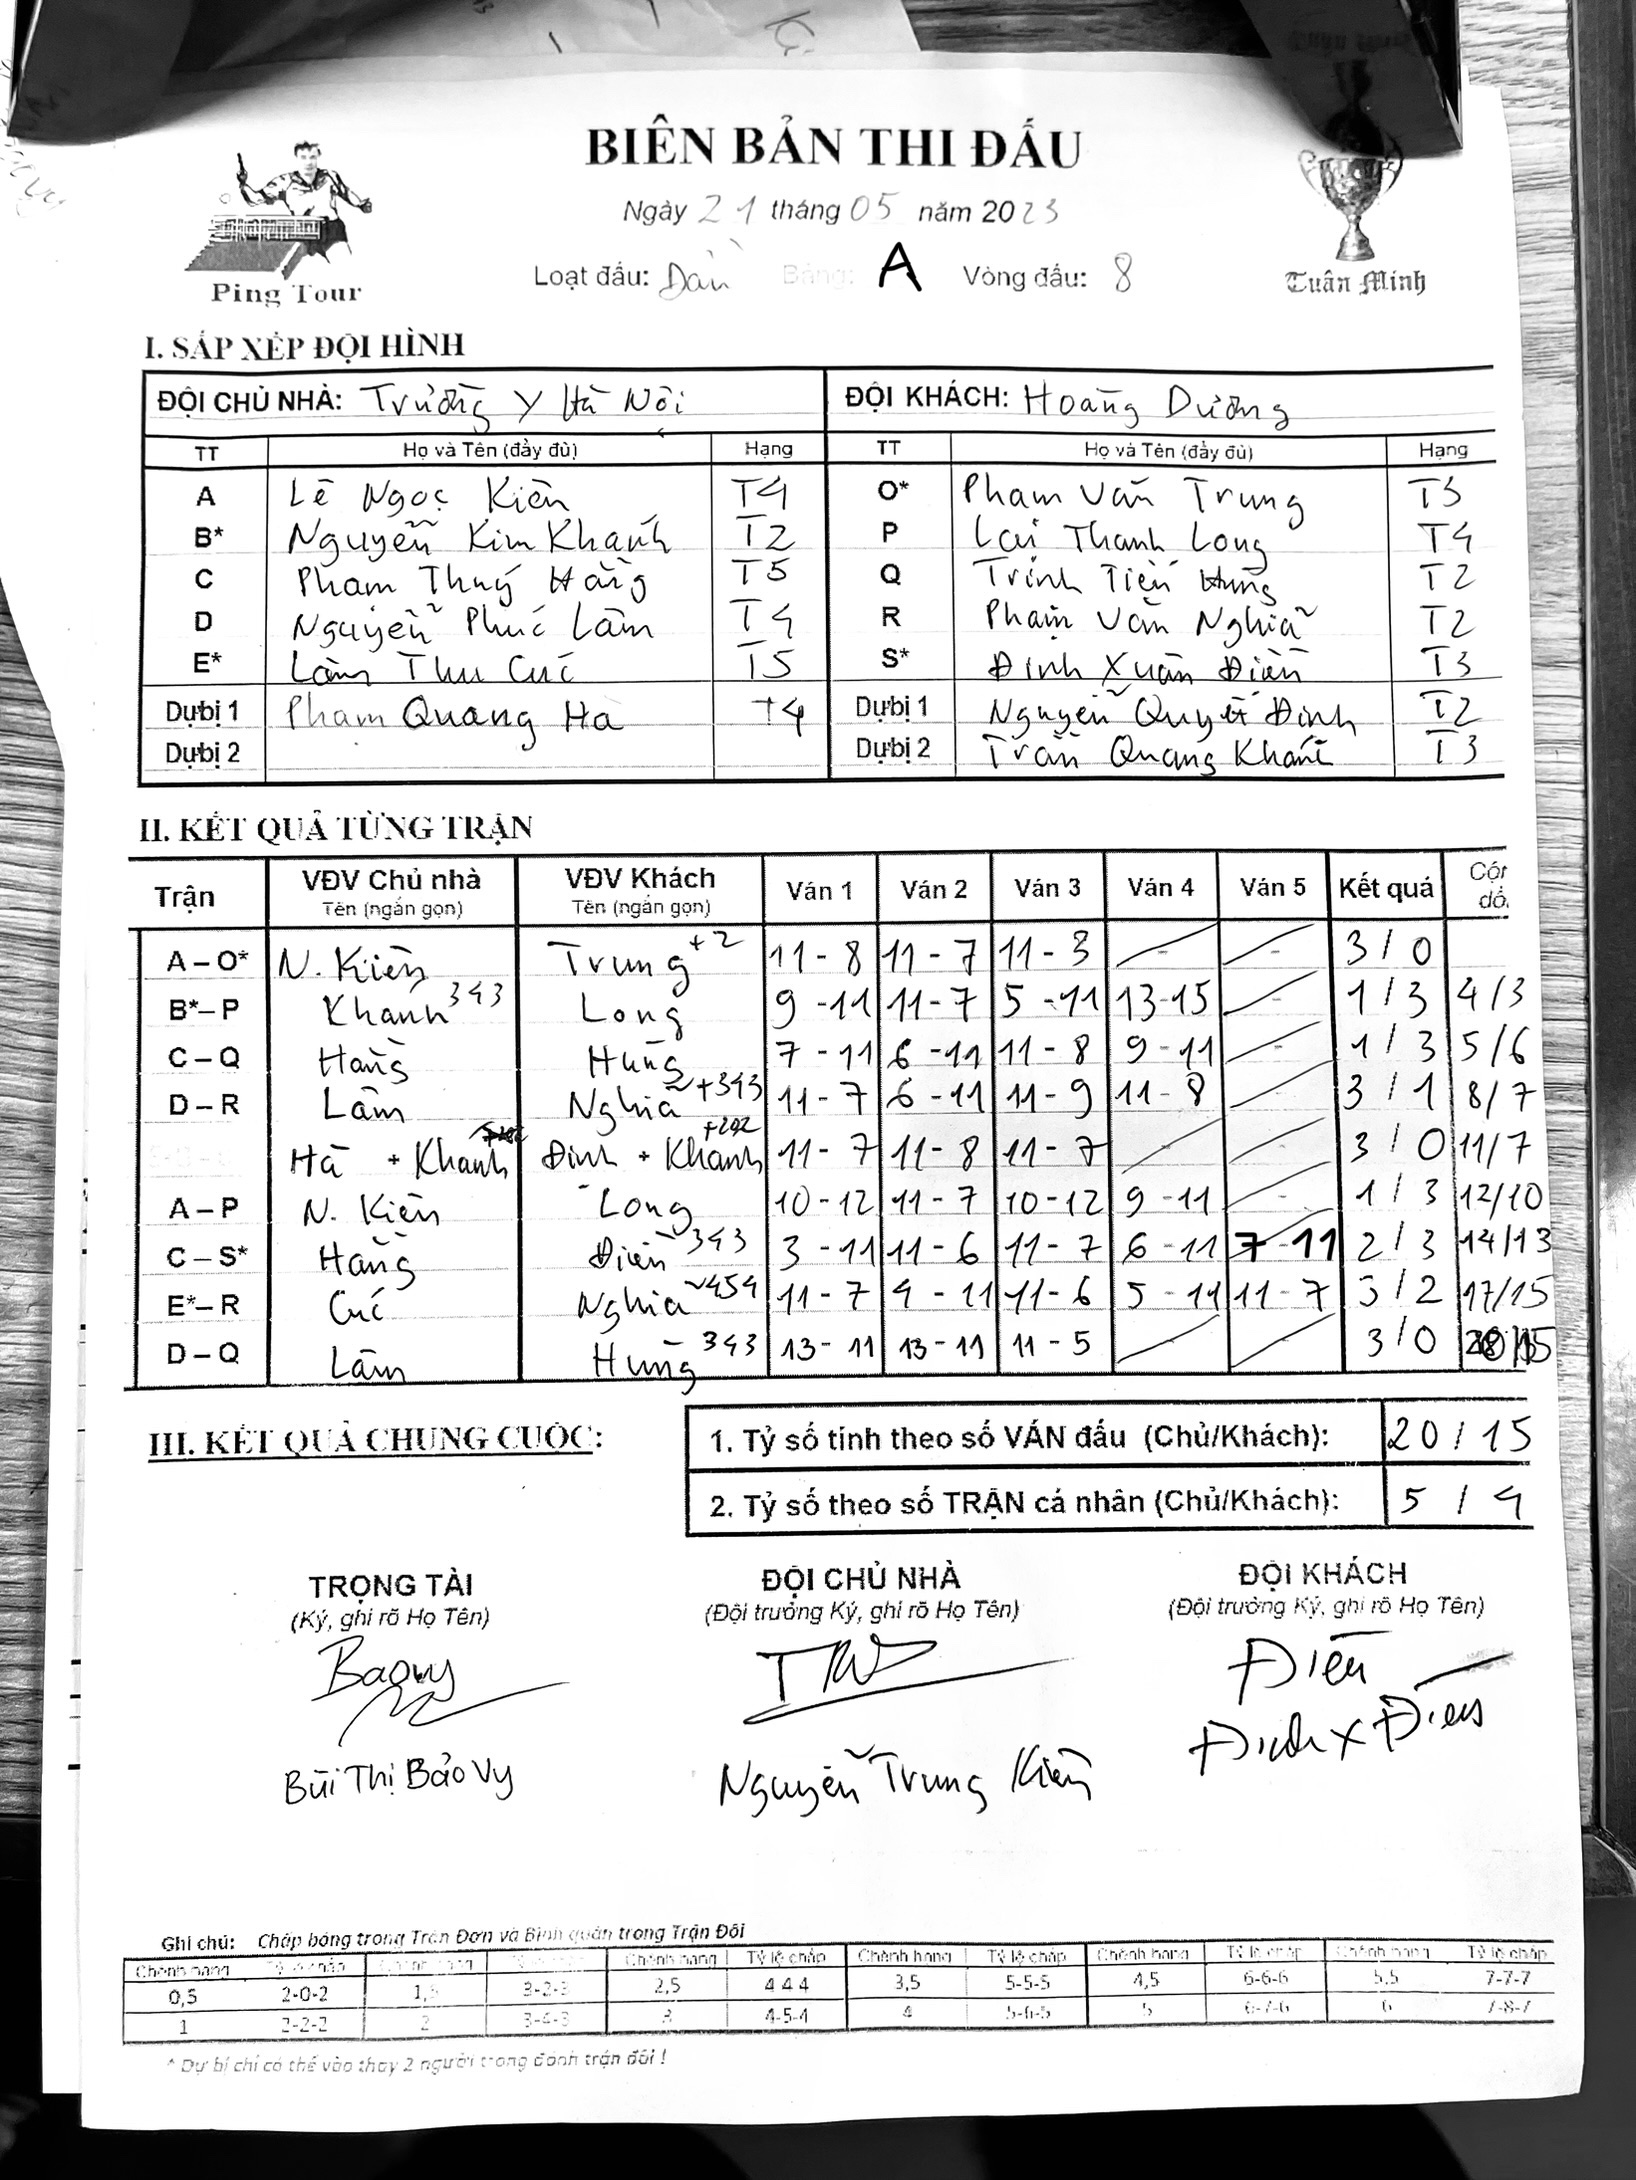 BIÊN BẢN THI ĐẤU
Ngày 21 tháng 05 năm 2023
Loạt đấu: Dàn Bảng: A Vòng đấu: 8
Ping Tour
Tuân Minh
I. SẮP XẾP ĐỘI HÌNH
ĐỘI CHỦ NHÀ: Trường Y Hà Nội ĐỘI KHÁCH: Hoàng Dương
TT Họ và Tên (đầy đủ) Hạng TT Họ và Tên (đầy đủ) Hạng
A Lê Ngọc Kiên T4 O* Phạm Văn Trung T3
B* Nguyễn Kim Khánh T2 P Lại Thanh Long T4
C Phạm Thuý Hằng T5 Q Trịnh Tiến Hưng T2
D Nguyễn Phúc Lâm T4 R Phạm Văn Nghĩa T2
E* Lâm Thu Cúc T5 S* Đinh Xuân Điền T3
Dự bị 1 Phạm Quang Hà T4 Dự bị 1 Nguyễn Quyết Định T2
Dự bị 2 Dự bị 2 Trần Quang Khánh T3
II. KẾT QUẢ TỪNG TRẬN
Trận VĐV Chủ nhà VĐV Khách Ván 1 Ván 2 Ván 3 Ván 4 Ván 5 Kết quả
Tên (ngắn gọn) Tên (ngắn gọn)
A – O* N. Kiên Trung +2 11 - 8 11 - 7 11 - 3 - - 3 / 0
B* – P Khánh 343 Long 9 - 11 11 - 7 5 - 11 13 - 15 - 1 / 3 4/3
C – Q Hằng Hưng 7 - 11 6 - 11 11 - 8 9 - 11 - 1 / 3 5/6
D – R Lâm Nghĩa +343 11 - 7 6 - 11 11 - 9 11 - 8 3 / 1 8/7
Hà + Khánh Định + Khánh +202 11 - 7 11 - 8 11 - 7 3 / 0 11/7
A – P N. Kiên Long 10 - 12 11 - 7 10 - 12 9 - 11 - 1 / 3 12/10
C – S* Hằng Điền 343 3 - 11 11 - 6 11 - 7 6 - 11 7 - 11 2 / 3 14/13
E* – R Cúc Nghĩa 454 11 - 7 4 - 11 11 - 6 5 - 11 11 - 7 3 / 2 17/15
D – Q Lâm Hưng 343 13 - 11 13 - 11 11 - 5 3 / 0 20/15
III. KẾT QUẢ CHUNG CUỘC:
1. Tỷ số tính theo số VÁN đấu (Chủ/Khách): 20 / 15
2. Tỷ số theo số TRẬN cá nhân (Chủ/Khách): 5 / 4
TRỌNG TÀI ĐỘI CHỦ NHÀ ĐỘI KHÁCH
(Ký, ghi rõ Họ Tên) (Đội trưởng Ký, ghi rõ Họ Tên) (Đội trưởng Ký, ghi rõ Họ Tên)
Baovy Điền
Bùi Thị Bảo Vy Nguyễn Trung Kiên Đinh X Điền
Ghi chú: Chấp bóng trong Trận Đơn và Bình quân trong Trận Đôi
Chênh hạng Tỷ lệ chấp Chênh hạng Tỷ lệ chấp Chênh hạng Tỷ lệ chấp Chênh hạng Tỷ lệ chấp Chênh hạng Tỷ lệ chấp
0,5 2-0-2 1,5 3-2-3 2,5 4 4 4 3,5 5-5-5 4,5 6-6-6 5,5 7-7-7
1 2-2-2 2 3-4-3 3 4-5-4 4 5-6-5 5 6-7-6 6 7-8-7
* Dự bị chỉ có thể vào thay 2 người trong đánh trận đôi !